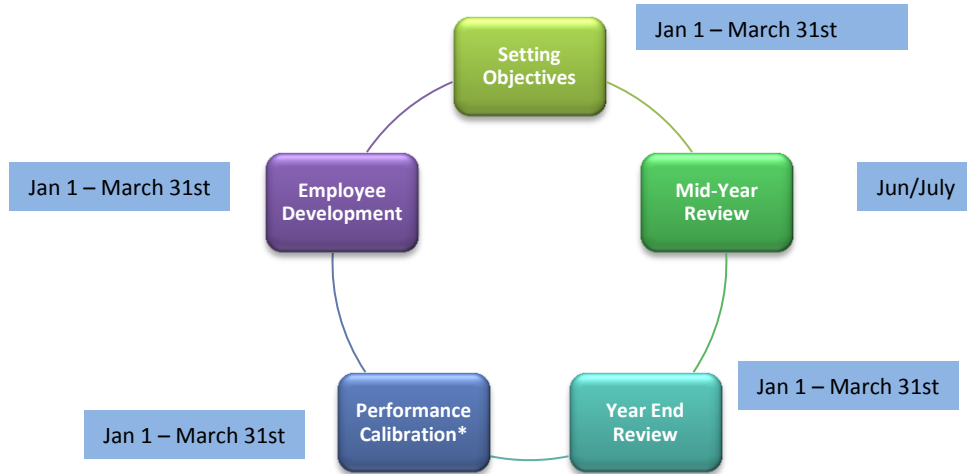 Jan 1 – March 31st
Setting
Objectives
Jan 1 – March 31st
Employee
Development
Mid-Year
Review
Jun/July
Jan 1 – March 31st
Performance
Calibration*
Year End
Review
Jan 1 – March 31st